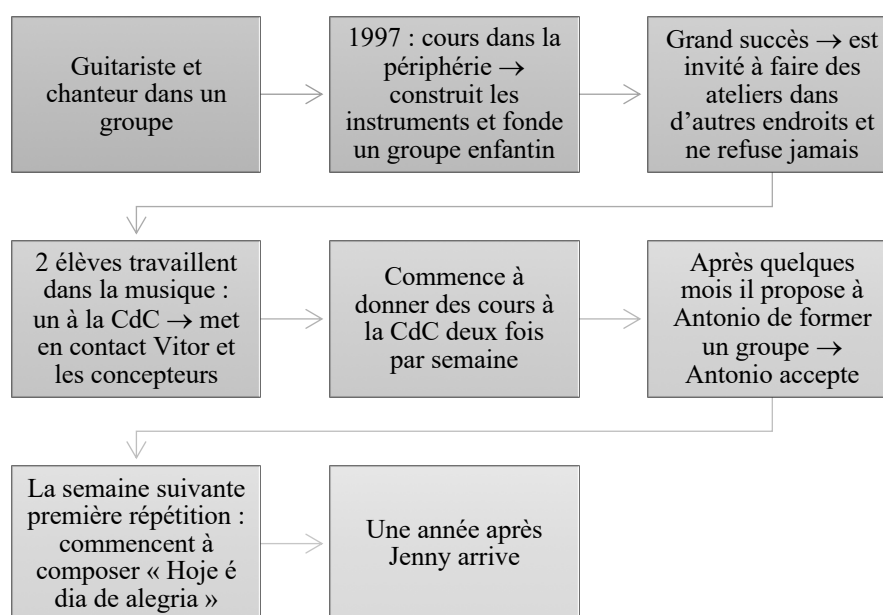 Guitariste et
chanteur dans un
groupe
1997 : cours dans la
périphérie →
construit les
instruments et fonde
un groupe enfantin
Grand succès → est
invité à faire des
ateliers dans
d’autres endroits et
ne refuse jamais
2 élèves travaillent
dans la musique :
un à la CdC → met
en contact Vitor et
les concepteurs
Commence à
donner des cours à
la CdC deux fois
par semaine
Après quelques
mois il propose à
Antonio de former
un groupe →
Antonio accepte
La semaine suivante
première répétition :
commencent à
composer « Hoje é
dia de alegria »
Une année après
Jenny arrive